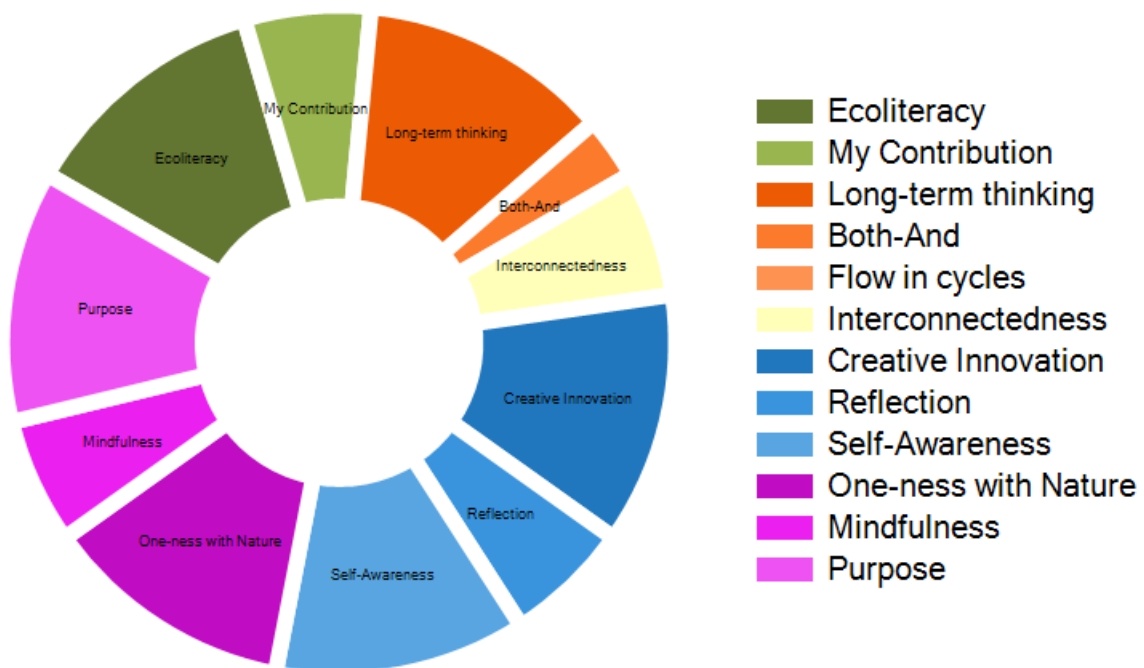 My Contribution
Long-term thinking
Ecoliteracy
Both-And
Interconnectedness
Purpose
Creative Innovation
Mindfulness
Reflection
One-ness with Nature
Self-Awareness
Ecoliteracy
My Contribution
Long-term thinking
Both-And
Flow in cycles
Interconnectedness
Creative Innovation
Reflection
Self-Awareness
One-ness with Nature
Mindfulness
Purpose